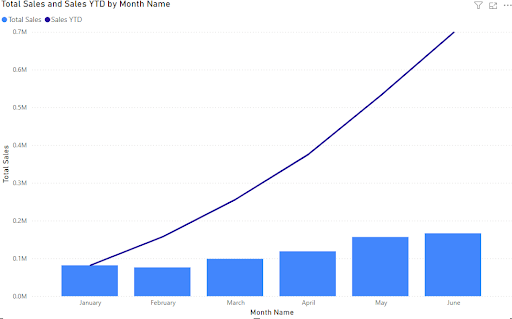 Total Sales and Sales YTD by Month Name
Total Sales Sales YTD
0.7M
0.6M
0.5M
0.4M
0.3M
0.2M
0.1M
0.0M
Total Sales
January February March April May June
Month Name